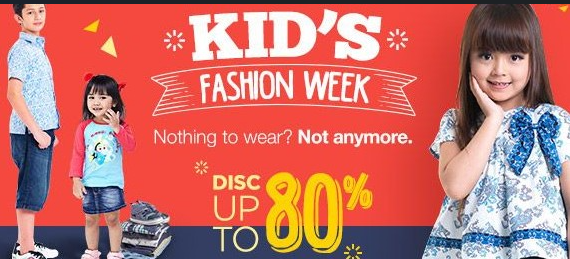 KID'S
FASHION WEEK
Nothing to wear? Not anymore.
DISC
UP
TO
80%